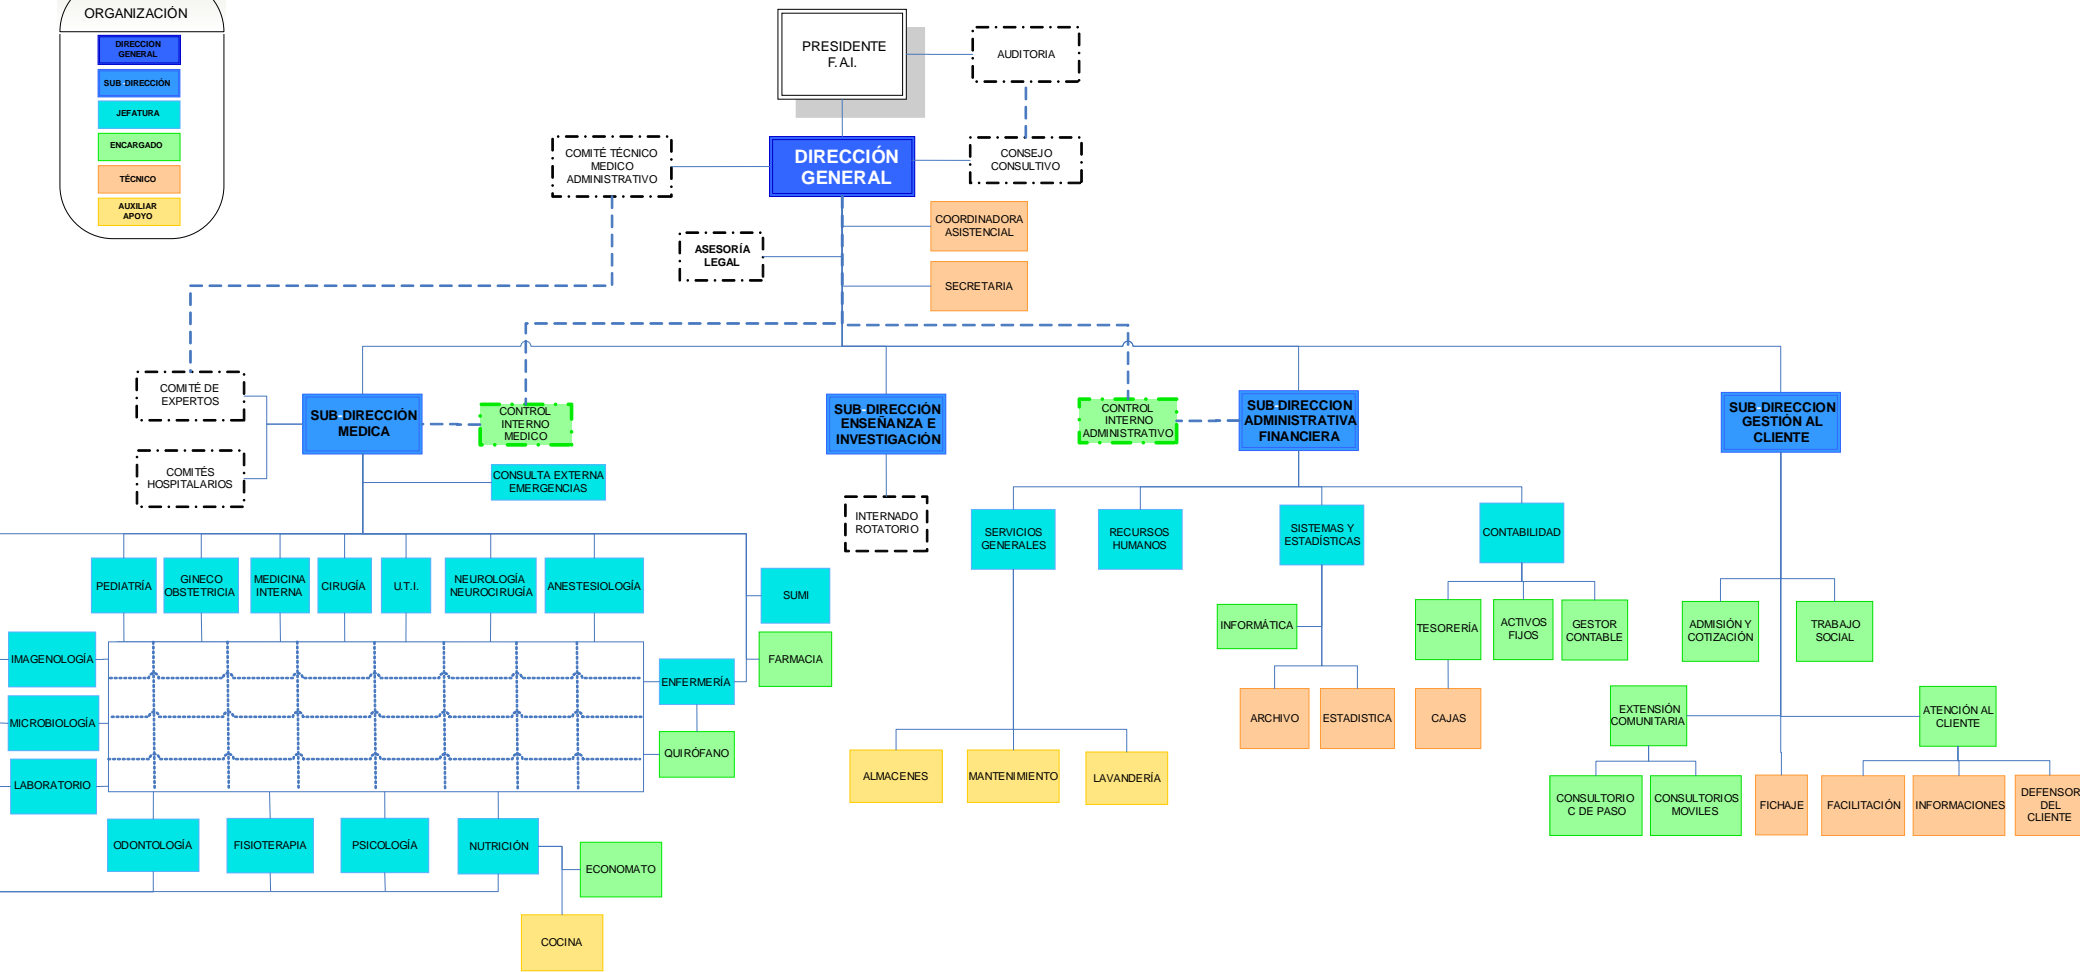 ORGANIZACIÓN
DIRECCION
GENERAL
SUB-DIRECCIÓN
JEFATURA
ENCARGADO
TÉCNICO
AUXILIAR
APOYO
PRESIDENTE
F.A.I.
AUDITORIA
COMITÉ TÉCNICO
MEDICO
ADMINISTRATIVO
DIRECCIÓN
GENERAL
CONSEJO
CONSULTIVO
COORDINADORA
ASISTENCIAL
ASESORÍA
LEGAL
SECRETARIA
COMITÉ DE
EXPERTOS
SUB-DIRECCIÓN
MEDICA
CONTROL
INTERNO
MEDICO
SUB-DIRECCIÓN
ENSEÑANZA E
INVESTIGACIÓN
CONTROL
INTERNO
ADMINISTRATIVO
SUB-DIRECCION
ADMINISTRATIVA
FINANCIERA
SUB-DIRECCION
GESTIÓN AL
CLIENTE
COMITÉS
HOSPITALARIOS
CONSULTA EXTERNA
EMERGENCIAS
INTERNADO
ROTATORIO
SERVICIOS
GENERALES
RECURSOS
HUMANOS
SISTEMAS Y
ESTADÍSTICAS
CONTABILIDAD
PEDIATRÍA
GINECO
OBSTETRICIA
MEDICINA
INTERNA
CIRUGÍA
U.T.I.
NEUROLOGÍA
NEUROCIRUGÍA
ANESTESIOLOGÍA
SUMI
INFORMÁTICA
TESORERÍA
ACTIVOS
FIJOS
GESTOR
CONTABLE
ADMISIÓN Y
COTIZACIÓN
TRABAJO
SOCIAL
IMAGENOLOGÍA
FARMACIA
ENFERMERÍA
MICROBIOLOGÍA
QUIRÓFANO
LABORATORIO
ARCHIVO
ESTADISTICA
CAJAS
EXTENSIÓN
COMUNITARIA
ATENCIÓN AL
CLIENTE
ALMACENES
MANTENIMIENTO
LAVANDERÍA
CONSULTORIO
C DE PASO
CONSULTORIOS
MOVILES
FICHAJE
FACILITACIÓN
INFORMACIONES
DEFENSOR
DEL
CLIENTE
ODONTOLOGÍA
FISIOTERAPIA
PSICOLOGÍA
NUTRICIÓN
ECONOMATO
COCINA